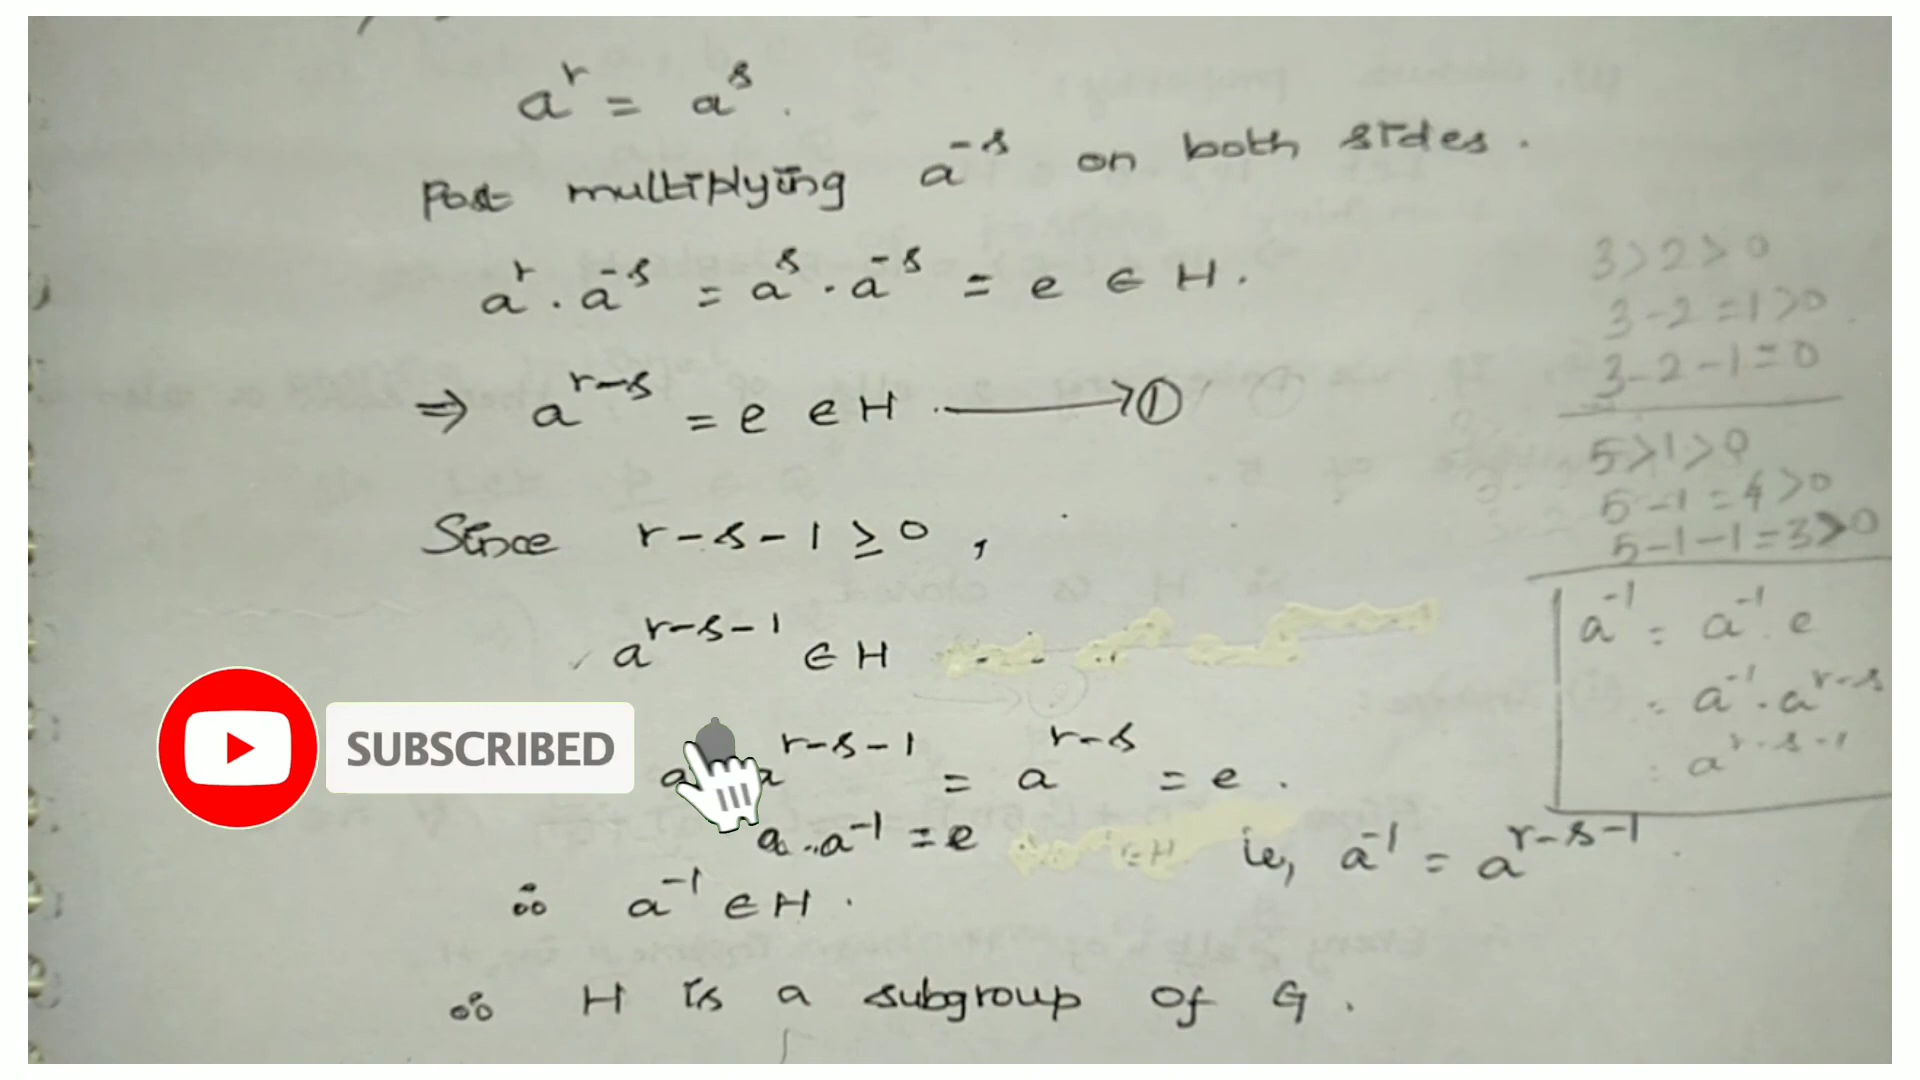 a^r = a^s .
Post multiplying a^-s on both sides .
a^r . a^-s = a^s . a^-s = e ∈ H .
⇒ a^r-s = e ∈ H ⟶ ①
Since r-s-1 ≥ 0 ,
a^r-s-1 ∈ H
a^r-s-1 = a^r-s = e .
a . a^-1 = e ie, a^-1 = a^r-s-1
∴ a^-1 ∈ H .
∴ H is a subgroup of G .
3>2>0
3-2=1>0
3-2-1=0
5>1>0
5-1=4>0
5-1-1=3>0
a^-1 = a^-1 . e
= a^-1 . a^r-s
= a^r-s-1
SUBSCRIBED